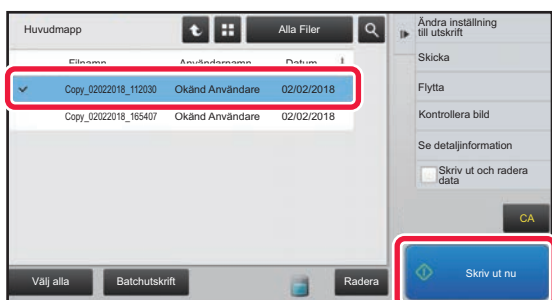 Huvudmapp
Alla Filer
Filnamn Användarnamn Datum
Copy_02022018_112030 Okänd Användare 02/02/2018
Copy_02022018_165407 Okänd Användare 02/02/2018
Välj alla
Batchutskrift
Radera
Ändra inställning
till utskrift
Skicka
Flytta
Kontrollera bild
Se detaljinformation
Skriv ut och radera
data
CA
Skriv ut nu